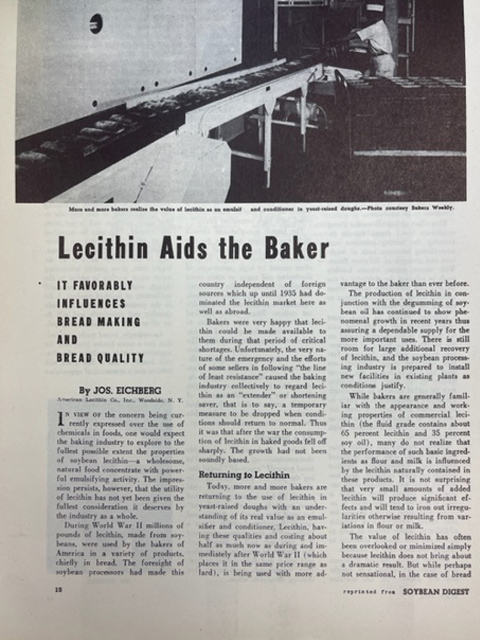 More and more bakers realize the value of lecithin as an emulsif and conditioner in yeast-raised doughs.—Photo courtesy Bakers Weekly.
Lecithin Aids the Baker
IT FAVORABLY
INFLUENCES
BREAD MAKING
AND
BREAD QUALITY
By JOS. EICHBERG
American Lecithin Co., Inc., Woodside, N. Y.
IN VIEW of the concern being cur-
rently expressed over the use of
chemicals in foods, one would expect
the baking industry to explore to the
fullest possible extent the properties
of soybean lecithin—a wholesome,
natural food concentrate with power-
ful emulsifying activity. The impres-
sion persists, however, that the utility
of lecithin has not yet been given the
fullest consideration it deserves by
the industry as a whole.
During World War II millions of
pounds of lecithin, made from soy-
beans, were used by the bakers of
America in a variety of products,
chiefly in bread. The foresight of
soybean processors had made this
country independent of foreign
sources which up until 1935 had do-
minated the lecithin market here as
well as abroad.
Bakers were very happy that leci-
thin could be made available to
them during that period of critical
shortages. Unfortunately, the very na-
ture of the emergency and the efforts
of some sellers in following "the line
of least resistance" caused the baking
industry collectively to regard leci-
thin as an "extender" or shortening
saver, that is to say, a temporary
measure to be dropped when condi-
tions should return to normal. Thus
it was that after the war the consump-
tion of lecithin in baked goods fell off
sharply. The growth had not been
soundly based.
Returning to Lecithin
Today, more and more bakers are
returning to the use of lecithin in
yeast-raised doughs with an under-
standing of its real value as an emul-
sifier and conditioner. Lecithin, hav-
ing these qualities and costing about
half as much now as during and im-
mediately after World War II (which
places it in the same price range as
lard), is being used with more ad-
vantage to the baker than ever before.
The production of lecithin in con-
junction with the degumming of soy-
bean oil has continued to show phe-
nomenal growth in recent years thus
assuring a dependable supply for the
more important uses. There is still
room for large additional recovery
of lecithin, and the soybean process-
ing industry is prepared to install
new facilities in existing plants as
conditions justify.
While bakers are generally famil-
iar with the appearance and work-
ing properties of commercial leci-
thin (the fluid grade contains about
65 percent lecithin and 35 percent
soy oil), many do not realize that
the performance of such basic ingred-
ients as flour and milk is influenced
by the lecithin naturally contained in
these products. It is not surprising
that very small amounts of added
lecithin will produce significant ef-
fects and will tend to iron out irregu-
larities otherwise resulting from var-
iations in flour or milk.
The value of lecithin has often
been overlooked or minimized simply
because lecithin does not bring about
a dramatic result. But while perhaps
not sensational, in the case of bread
reprinted from SOYBEAN DIGEST